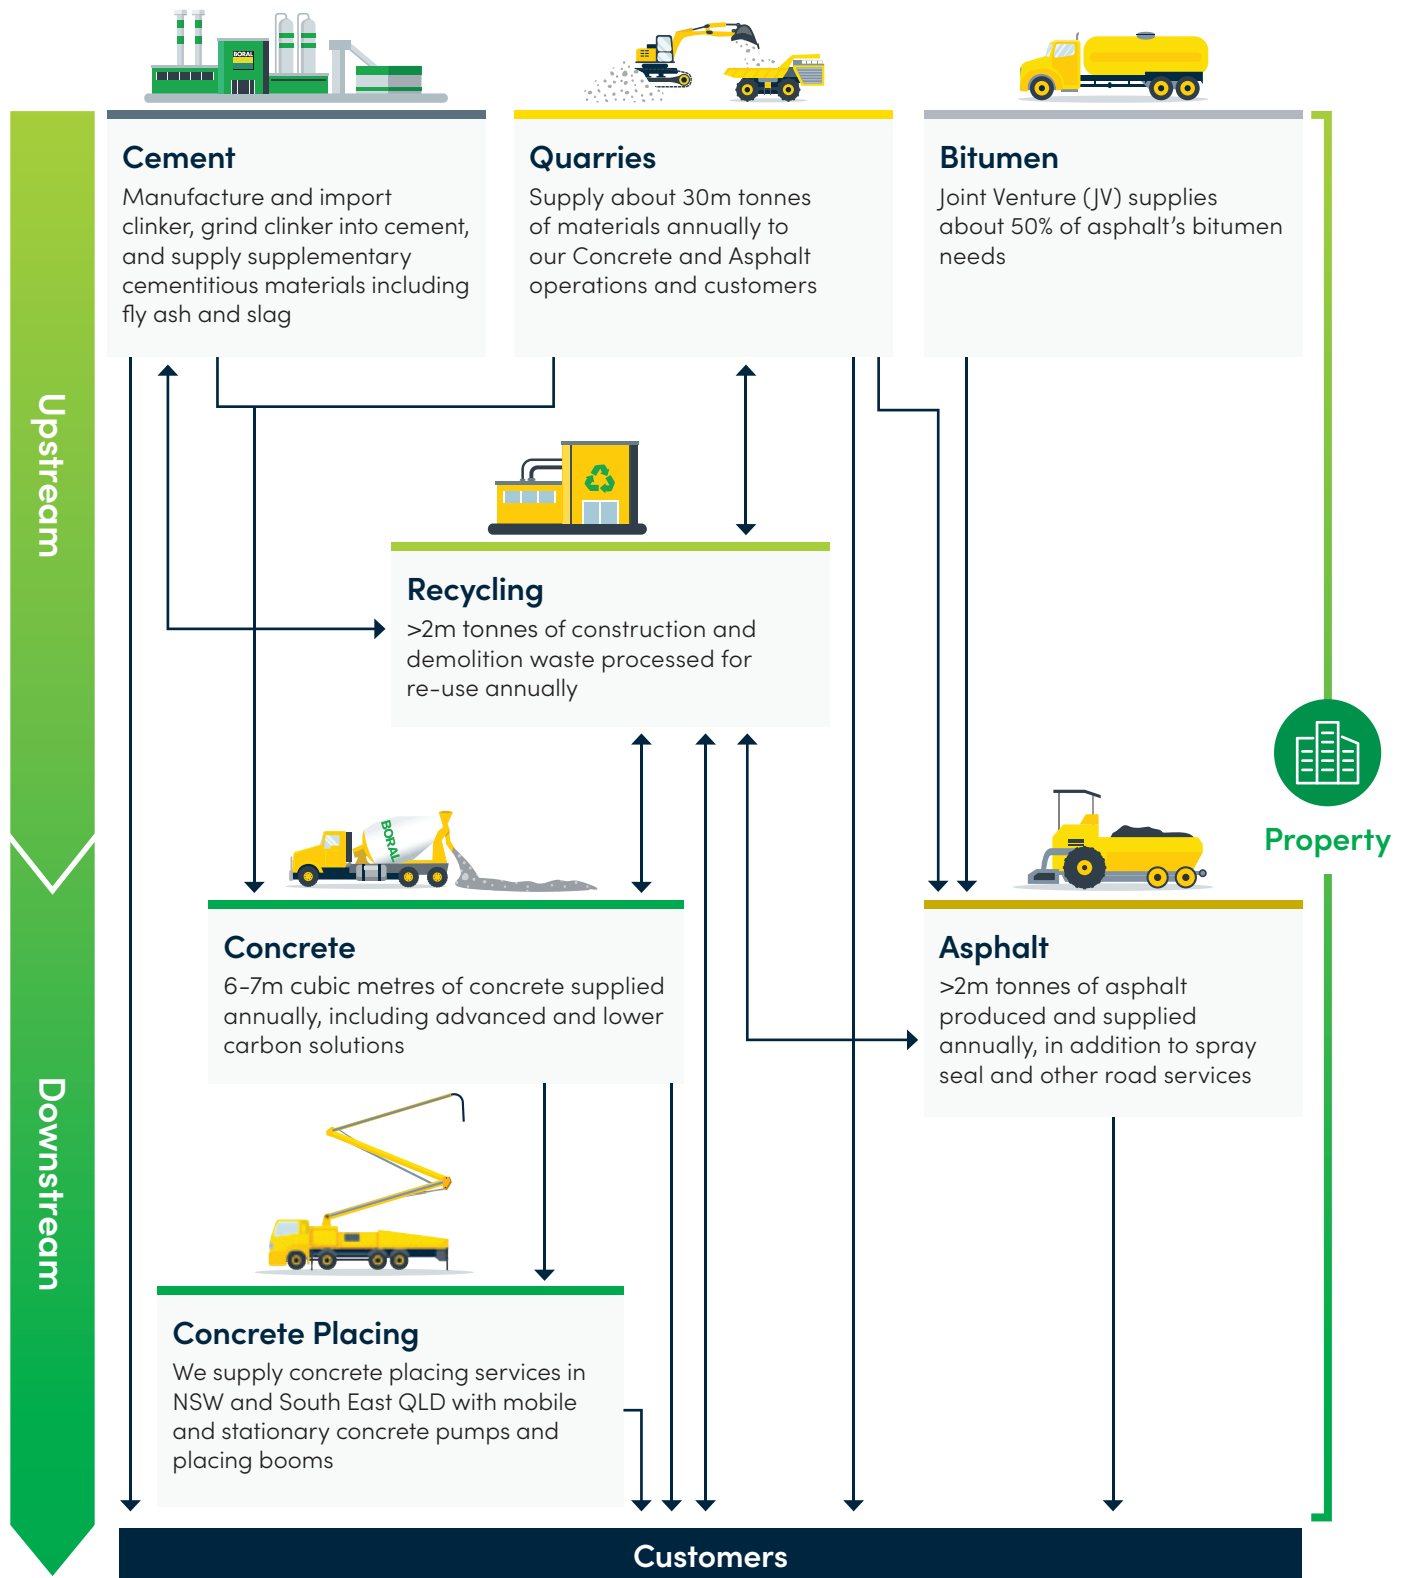 BORAL
Cement
Manufacture and import
clinker, grind clinker into cement,
and supply supplementary
cementitious materials including
fly ash and slag
Quarries
Supply about 30m tonnes
of materials annually to
our Concrete and Asphalt
operations and customers
Bitumen
Joint Venture (JV) supplies
about 50% of asphalt’s bitumen
needs
Upstream
Recycling
>2m tonnes of construction and
demolition waste processed for
re-use annually
Property
BORAL
Concrete
6-7m cubic metres of concrete supplied
annually, including advanced and lower
carbon solutions
Asphalt
>2m tonnes of asphalt
produced and supplied
annually, in addition to spray
seal and other road services
Downstream
Concrete Placing
We supply concrete placing services in
NSW and South East QLD with mobile
and stationary concrete pumps and
placing booms
Customers